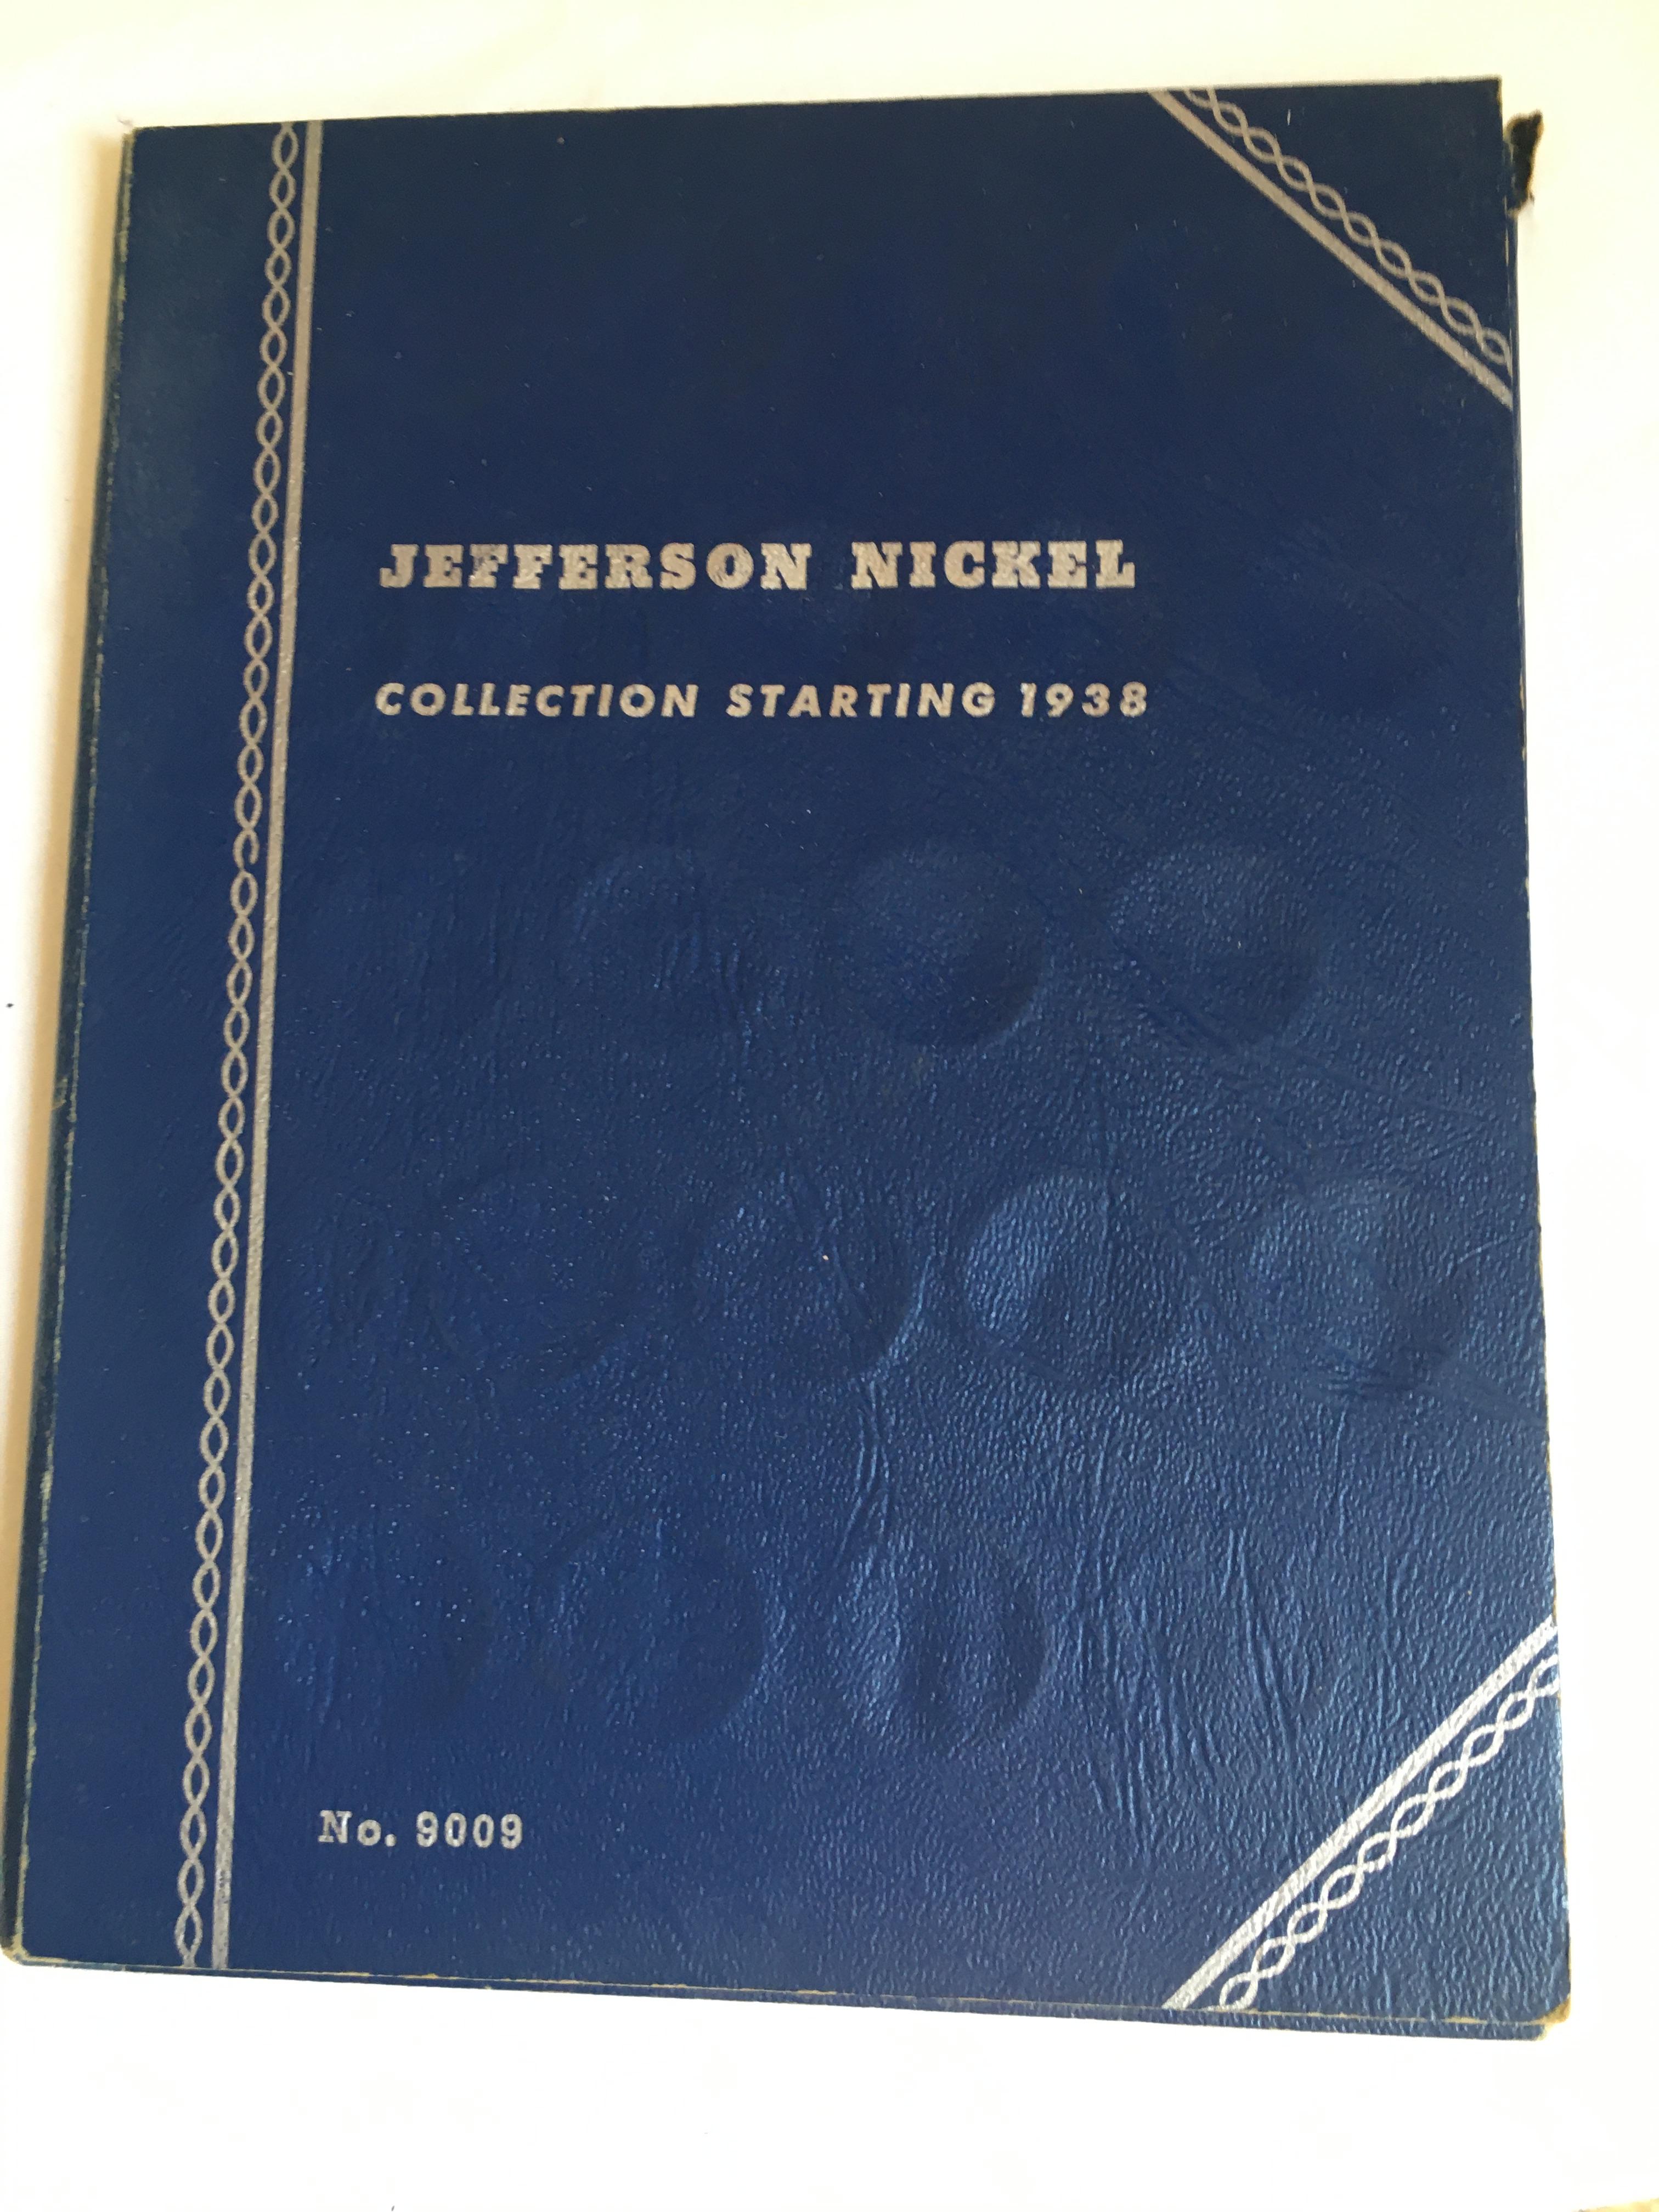 JEFFERSON NICKEL
COLLECTION STARTING 1938
No. 9009